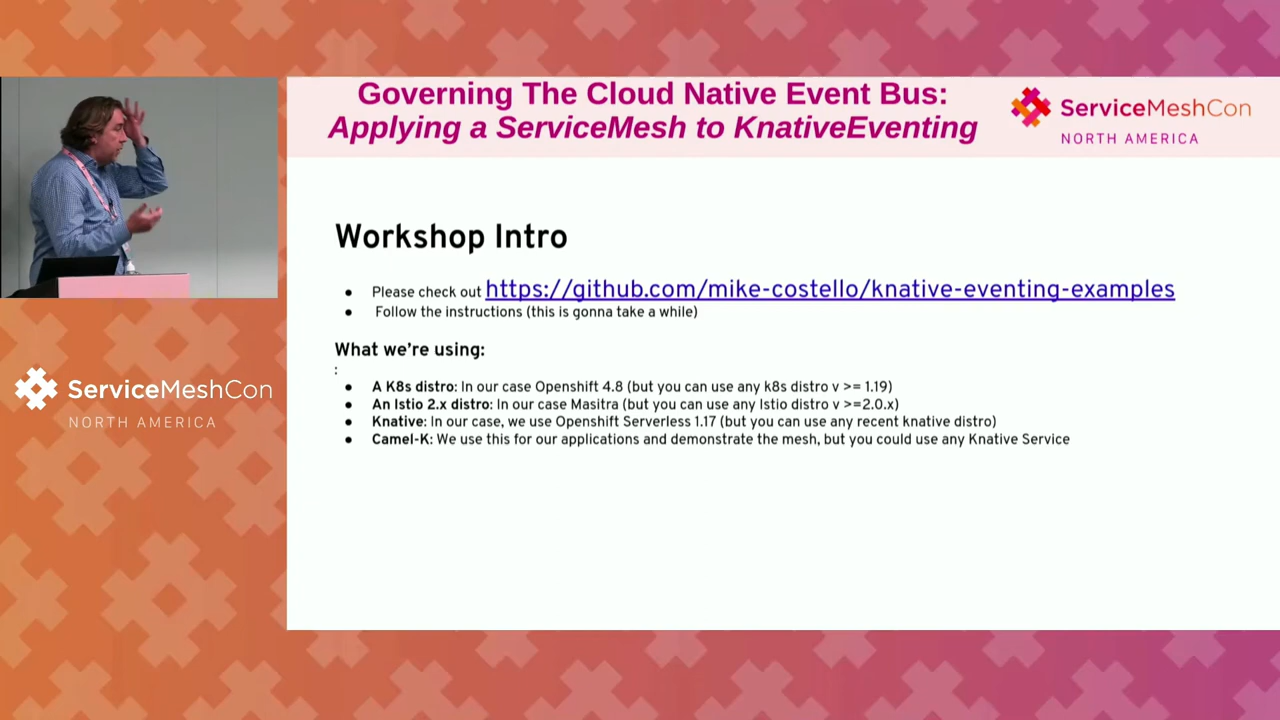 Governing The Cloud Native Event Bus:
Applying a ServiceMesh to KnativeEventing
ServiceMeshCon
NORTH AMERICA
Workshop Intro
● Please check out https://github.com/mike-costello/knative-eventing-examples
● Follow the instructions (this is gonna take a while)
What we're using:
:
● A K8s distro: In our case Openshift 4.8 (but you can use any k8s distro v >= 1.19)
● An Istio 2.x distro: In our case Masitra (but you can use any Istio distro v >=2.0.x)
● Knative: In our case, we use Openshift Serverless 1.17 (but you can use any recent knative distro)
● Camel-K: We use this for our applications and demonstrate the mesh, but you could use any Knative Service
ServiceMeshCon
NORTH AMERICA